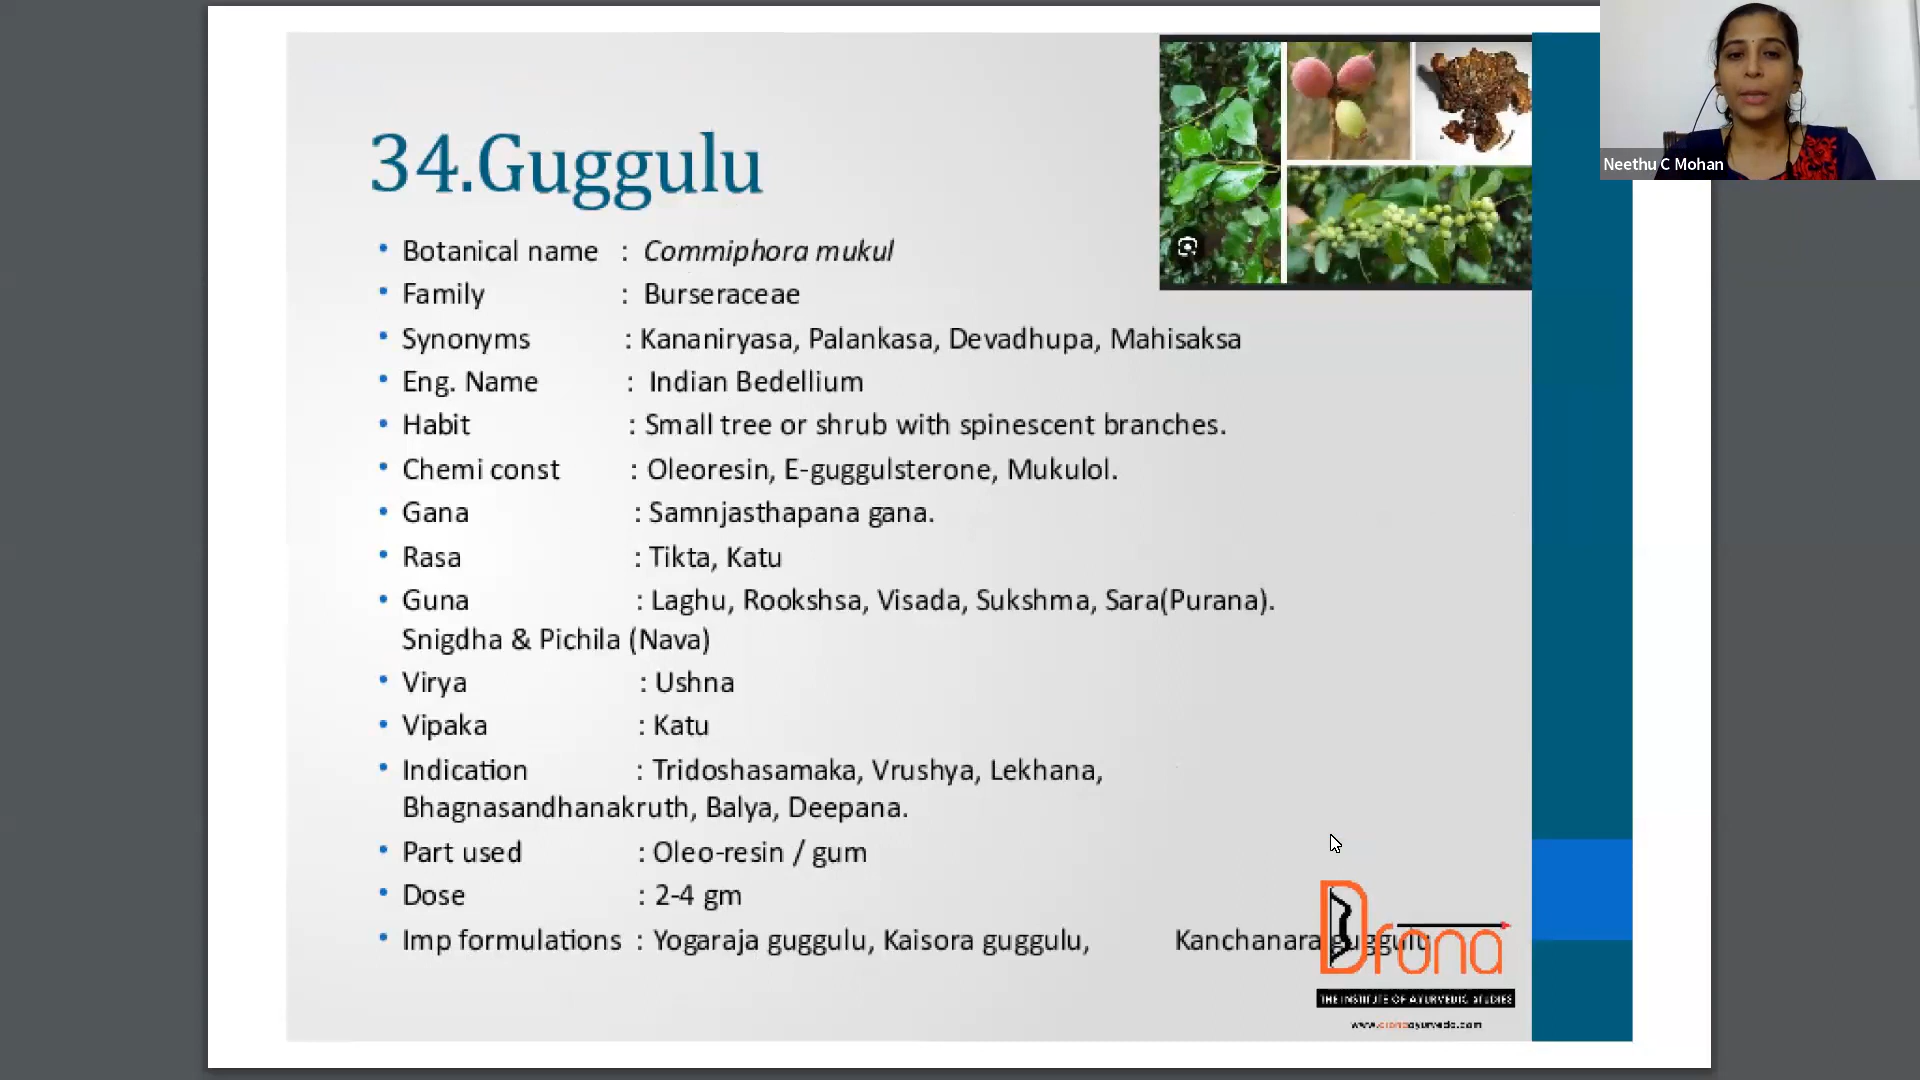 34.Guggulu
Neethu C Mohan
• Botanical name : Commiphora mukul
• Family : Burseraceae
• Synonyms : Kananiryasa, Palankasa, Devadhupa, Mahisaksa
• Eng. Name : Indian Bedellium
• Habit : Small tree or shrub with spinescent branches.
• Chemi const : Oleoresin, E-guggulsterone, Mukulol.
• Gana : Samnjasthapana gana.
• Rasa : Tikta, Katu
• Guna : Laghu, Rookshsa, Visada, Sukshma, Sara(Purana).
Snigdha & Pichila (Nava)
• Virya : Ushna
• Vipaka : Katu
• Indication : Tridoshasamaka, Vrushya, Lekhana,
Bhagnasandhanakruth, Balya, Deepana.
• Part used : Oleo-resin / gum
• Dose : 2-4 gm
• Imp formulations : Yogaraja guggulu, Kaisora guggulu, Kanchanara guggulu
Drona
THE INSTITUTE OF AYURVEDIC STUDIES
www.dronaayurveda.com